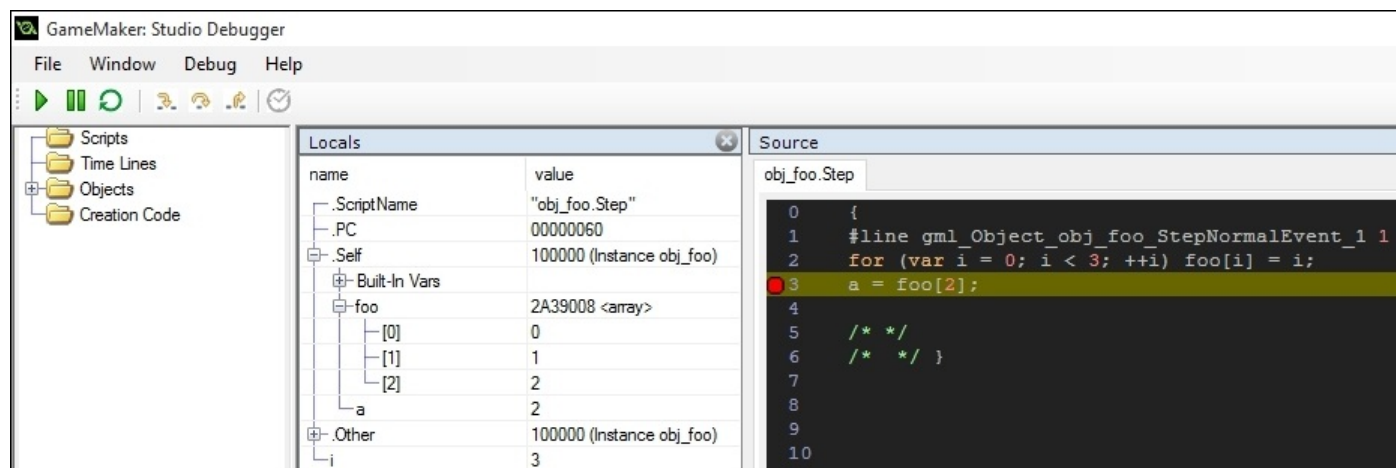 GameMaker: Studio Debugger
File Window Debug Help
Scripts
Time Lines
Objects
Creation Code
Locals
name value
.ScriptName "obj_foo.Step"
.PC 00000060
.Self 100000 (Instance obj_foo)
Built-In Vars
foo 2A39008 <array>
[0] 0
[1] 1
[2] 2
a 2
.Other 100000 (Instance obj_foo)
i 3
Source
obj_foo.Step
0 {
1 #line gml_Object_obj_foo_StepNormalEvent_1 1
2 for (var i = 0; i < 3; ++i) foo[i] = i;
3 a = foo[2];
4
5 /* */
6 /* */ }
7
8
9
10